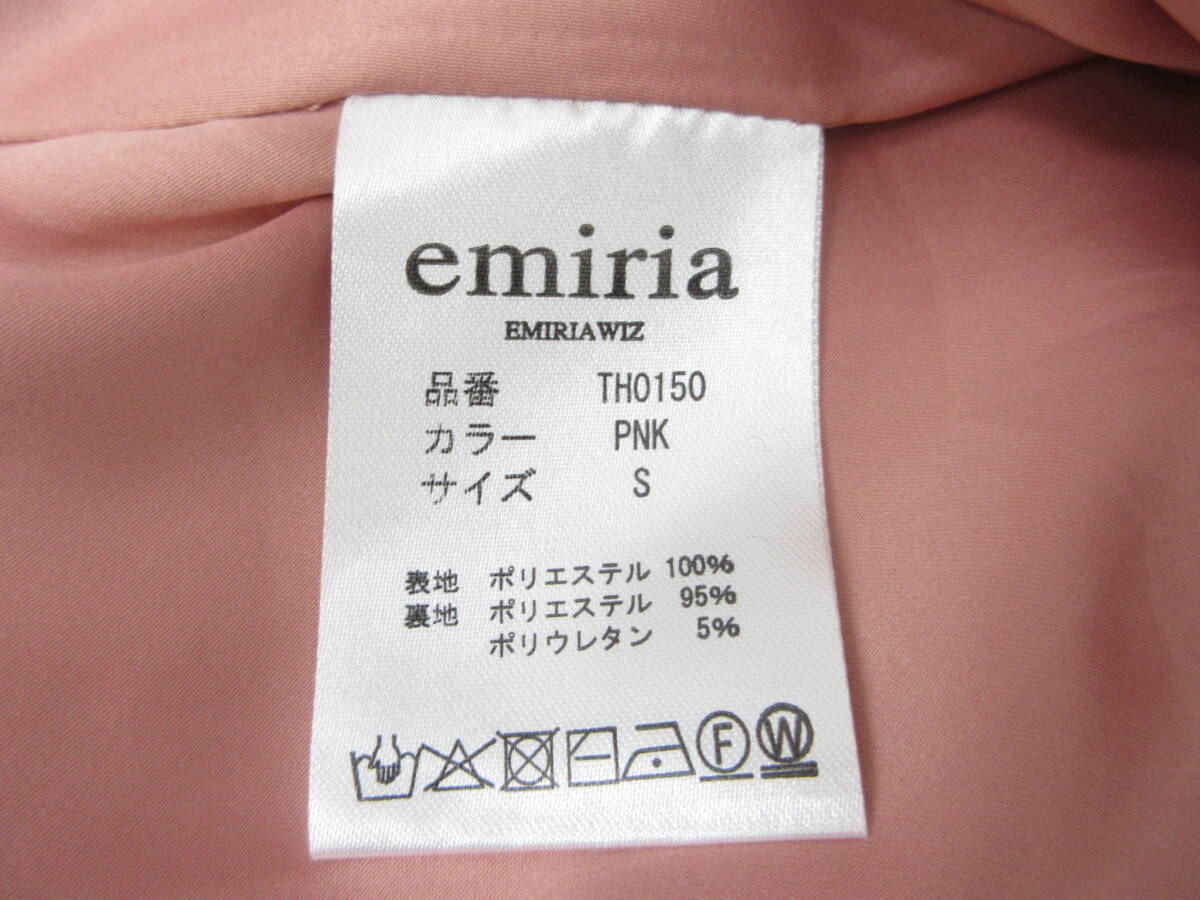 emiria
EMIRIAWIZ
品番 TH0150
カラー PNK
サイズ S
表地 ポリエステル 100%
裏地 ポリエステル 95%
ポリウレタン 5%
F W